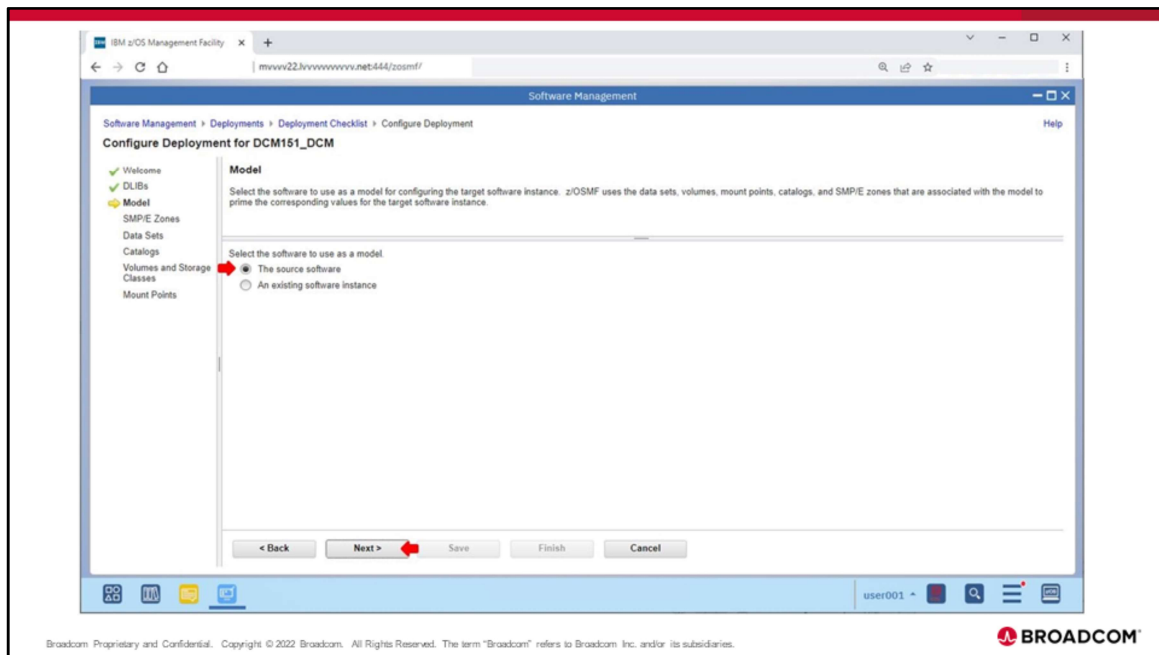 IBM z/OS Management Facility
mvvvv22.lvvvvvvvvvv.net:444/zosmf/
Software Management
Software Management Deployments Deployment Checklist Configure Deployment
Help
Configure Deployment for DCM151_DCM
Welcome
DLIBs
Model
SMP/E Zones
Data Sets
Catalogs
Volumes and Storage
Classes
Mount Points
Model
Select the software to use as a model for configuring the target software instance. z/OSMF uses the data sets, volumes, mount points, catalogs, and SMP/E zones that are associated with the model to
prime the corresponding values for the target software instance.
Select the software to use as a model.
The source software
An existing software instance
< Back Next > Save Finish Cancel
user001
Broadcom Proprietary and Confidential. Copyright © 2022 Broadcom. All Rights Reserved. The term “Broadcom” refers to Broadcom Inc. and/or its subsidiaries.
BROADCOM